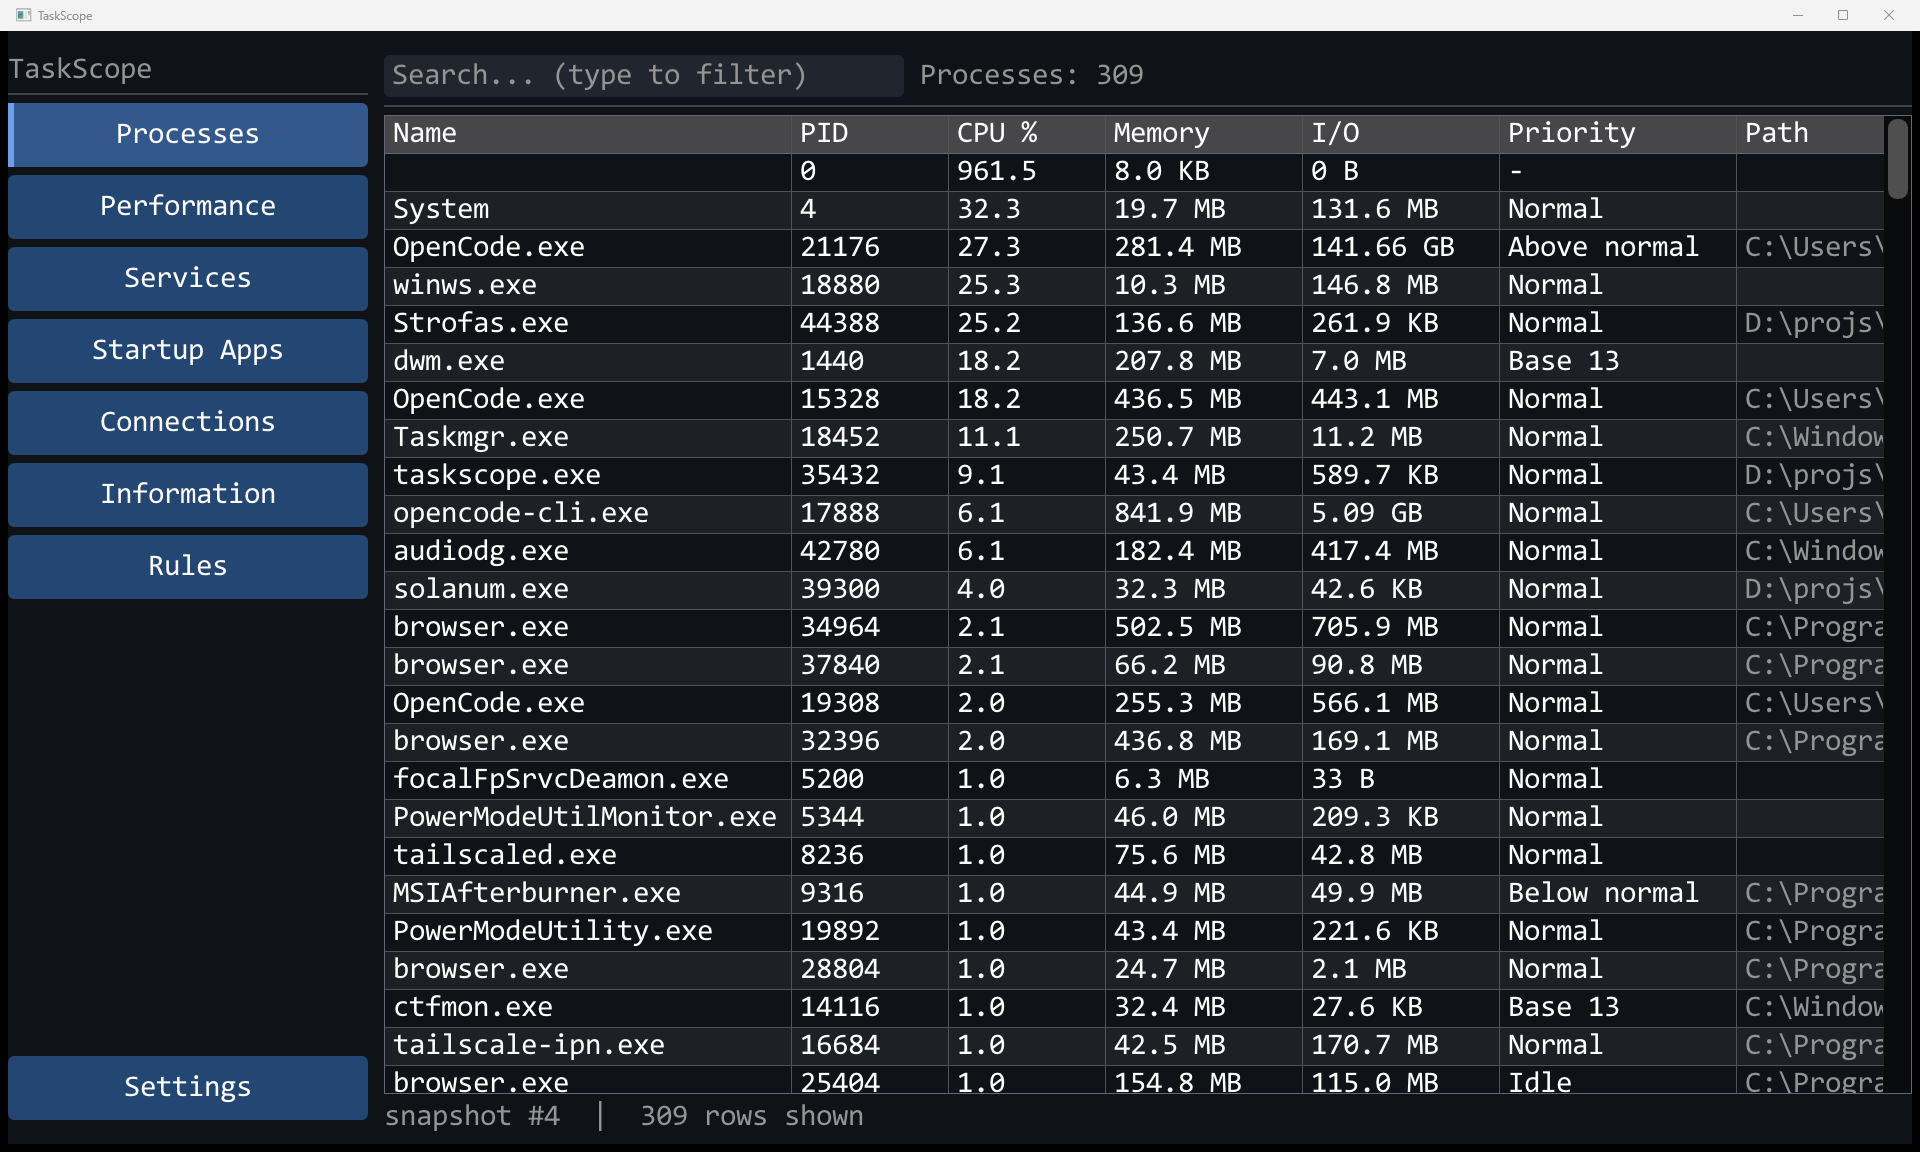 TaskScope
TaskScope
Processes
Performance
Services
Startup Apps
Connections
Information
Rules
Settings
Search... (type to filter) Processes: 309
Name PID CPU % Memory I/O Priority Path
0 961.5 8.0 KB 0 B -
System 4 32.3 19.7 MB 131.6 MB Normal
OpenCode.exe 21176 27.3 281.4 MB 141.66 GB Above normal C:\Users\
winws.exe 18880 25.3 10.3 MB 146.8 MB Normal
Strofas.exe 44388 25.2 136.6 MB 261.9 KB Normal D:\projs\
dwm.exe 1440 18.2 207.8 MB 7.0 MB Base 13
OpenCode.exe 15328 18.2 436.5 MB 443.1 MB Normal C:\Users\
Taskmgr.exe 18452 11.1 250.7 MB 11.2 MB Normal C:\Window
taskscope.exe 35432 9.1 43.4 MB 589.7 KB Normal D:\projs\
opencode-cli.exe 17888 6.1 841.9 MB 5.09 GB Normal C:\Users\
audiodg.exe 42780 6.1 182.4 MB 417.4 MB Normal C:\Window
solanum.exe 39300 4.0 32.3 MB 42.6 KB Normal D:\projs\
browser.exe 34964 2.1 502.5 MB 705.9 MB Normal C:\Progra
browser.exe 37840 2.1 66.2 MB 90.8 MB Normal C:\Progra
OpenCode.exe 19308 2.0 255.3 MB 566.1 MB Normal C:\Users\
browser.exe 32396 2.0 436.8 MB 169.1 MB Normal C:\Progra
focalFpSrvcDeamon.exe 5200 1.0 6.3 MB 33 B Normal
PowerModeUtilMonitor.exe 5344 1.0 46.0 MB 209.3 KB Normal
tailscaled.exe 8236 1.0 75.6 MB 42.8 MB Normal
MSIAfterburner.exe 9316 1.0 44.9 MB 49.9 MB Below normal C:\Progra
PowerModeUtility.exe 19892 1.0 43.4 MB 221.6 KB Normal C:\Progra
browser.exe 28804 1.0 24.7 MB 2.1 MB Normal C:\Progra
ctfmon.exe 14116 1.0 32.4 MB 27.6 KB Base 13 C:\Window
tailscale-ipn.exe 16684 1.0 42.5 MB 170.7 MB Normal C:\Progra
browser.exe 25404 1.0 154.8 MB 115.0 MB Idle C:\Progra
snapshot #4 | 309 rows shown